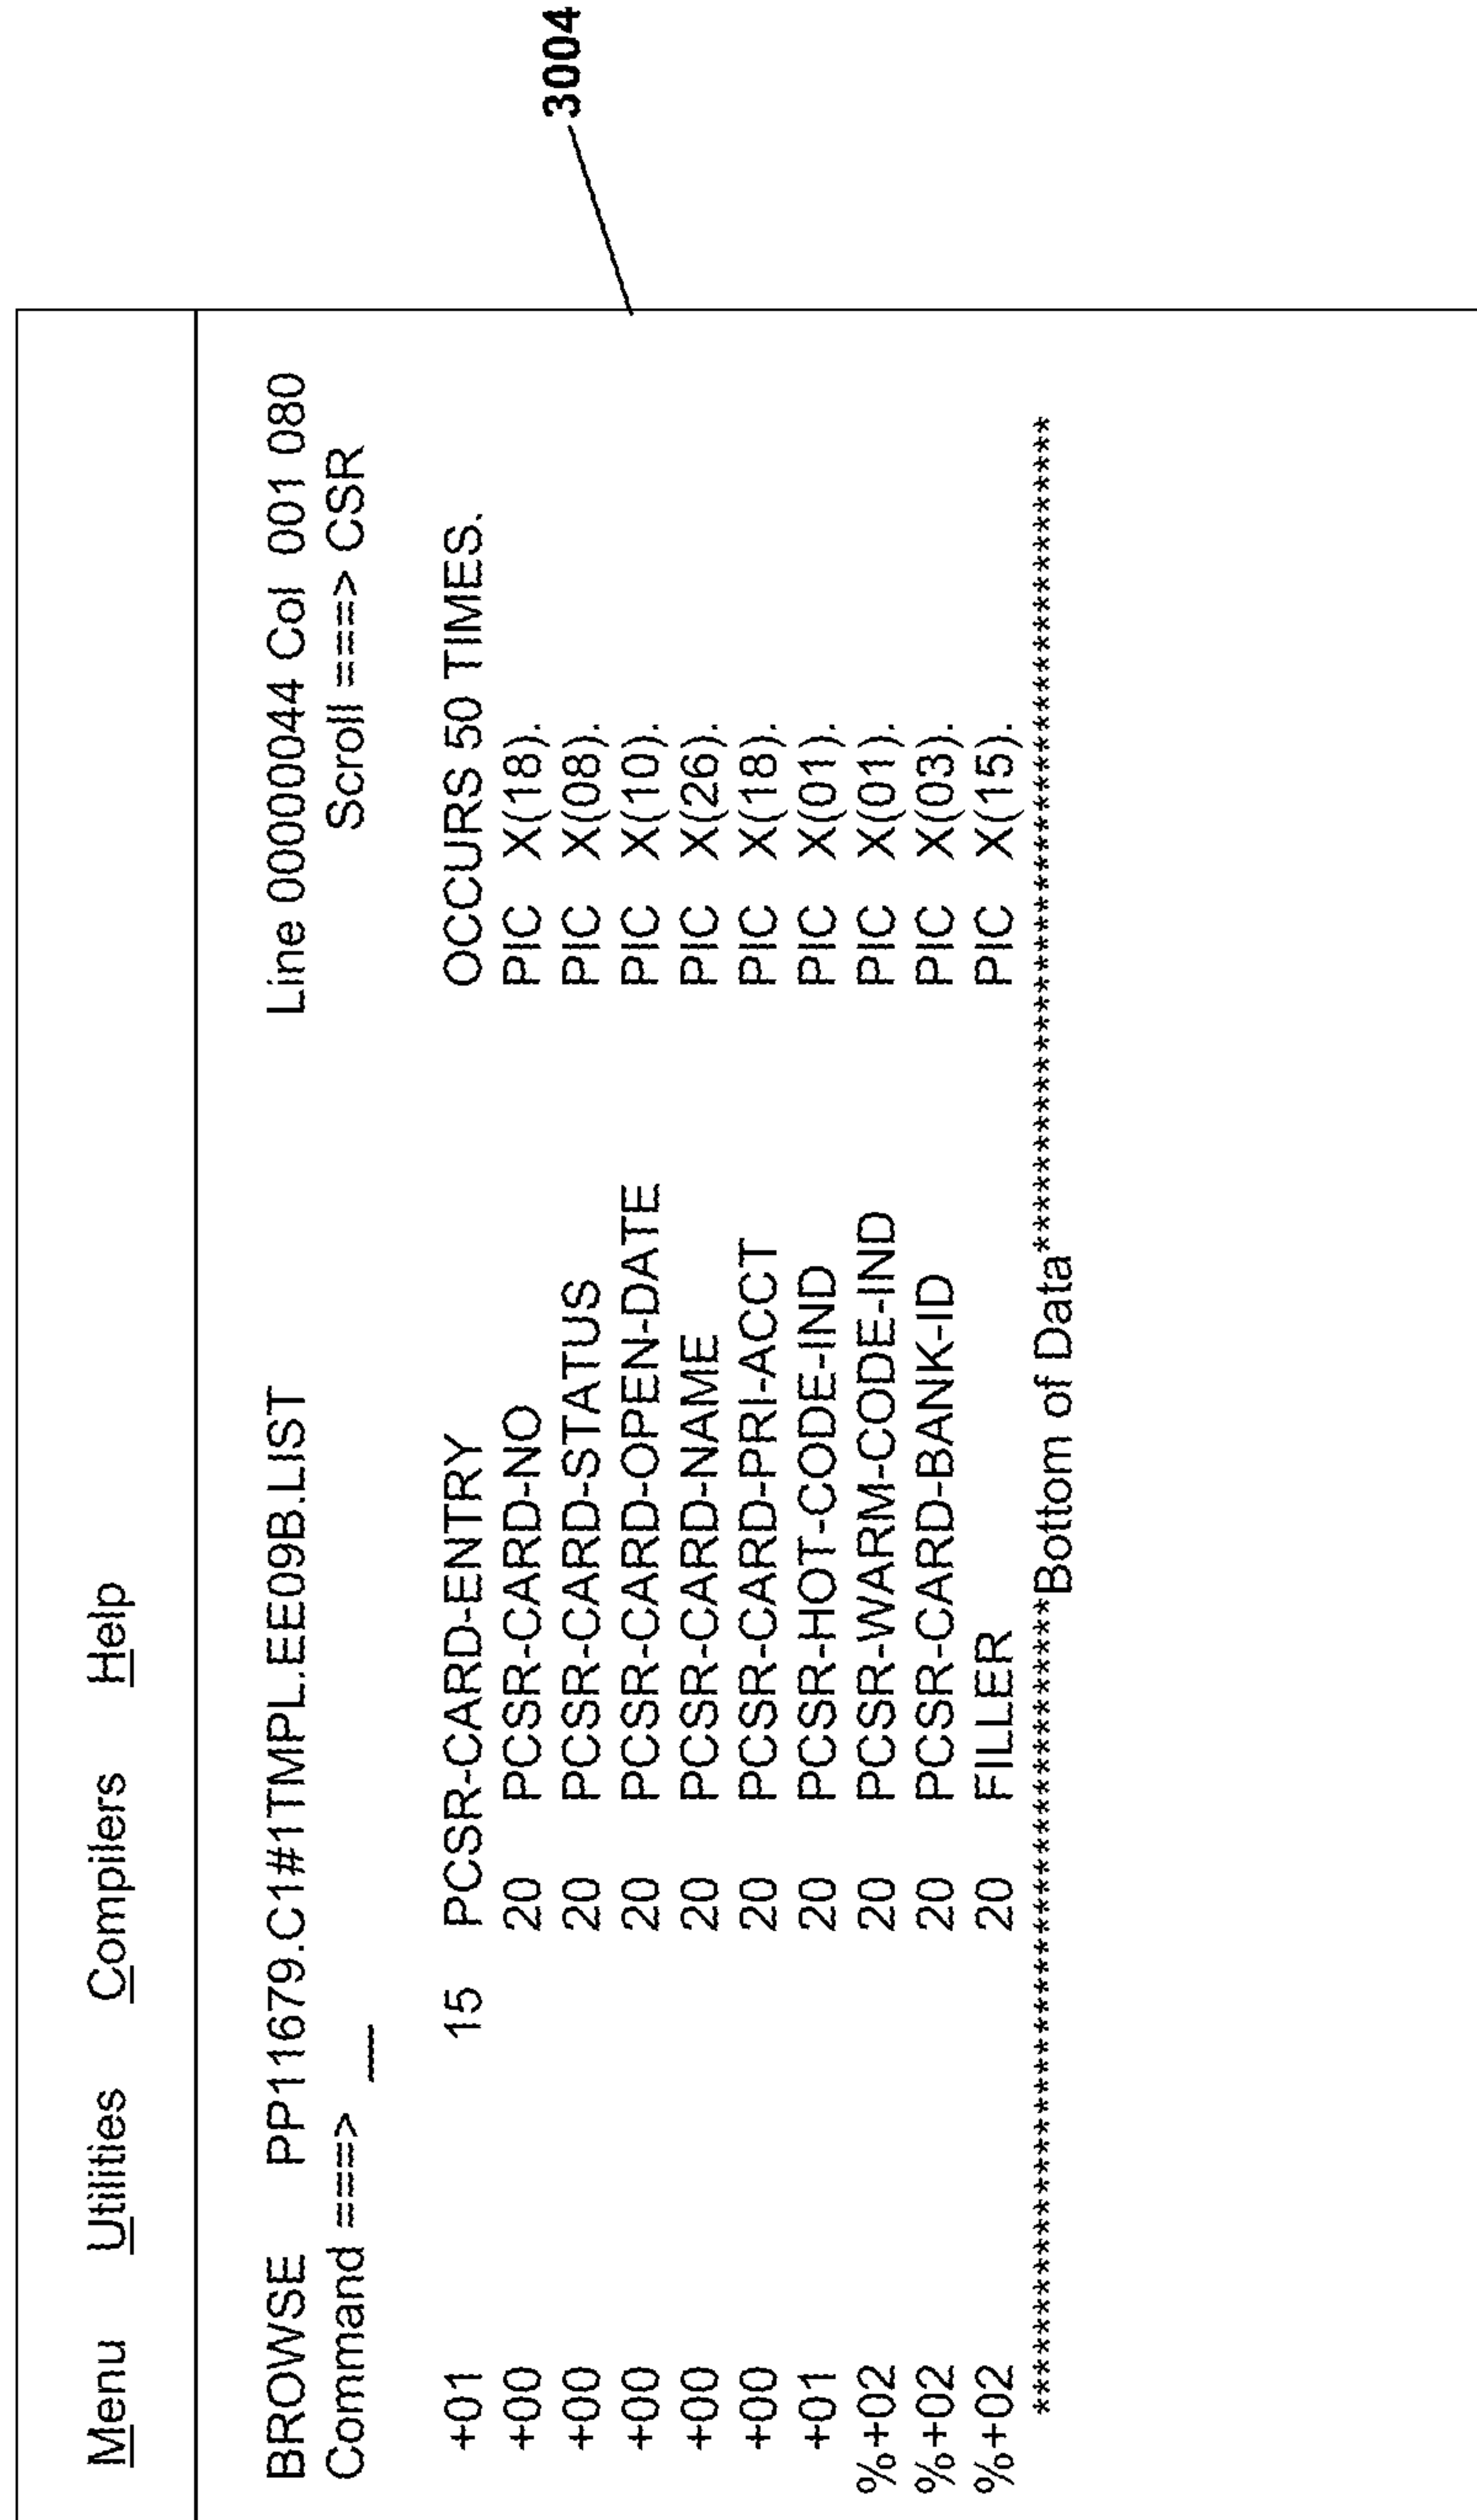 3004
Menu Utilities Compilers Help
BROWSE PP11679.C1#1TMPL.EE09B.LIST Line 0000044 Col 001 080
Command ===> __ Scroll ===> CSR
+01 15 PCSR-CARD-ENTRY OCCURS 50 TIMES.
+00 20 PCSR-CARD-NO PIC X(18).
+00 20 PCSR-CARD-STATUS PIC X(08).
+00 20 PCSR-CARD-OPEN-DATE PIC X(10).
+00 20 PCSR-CARD-NAME PIC X(26).
+00 20 PCSR-CARD-PRI-ACCT PIC X(18).
+01 20 PCSR-HOT-CODE-IND PIC X(01).
%+02 20 PCSR-WARM-CODE-IND PIC X(01).
%+02 20 PCSR-CARD-BANK-ID PIC X(03).
%+02 20 FILLER PIC X(15).
*****************************************Bottom of Data******************************************